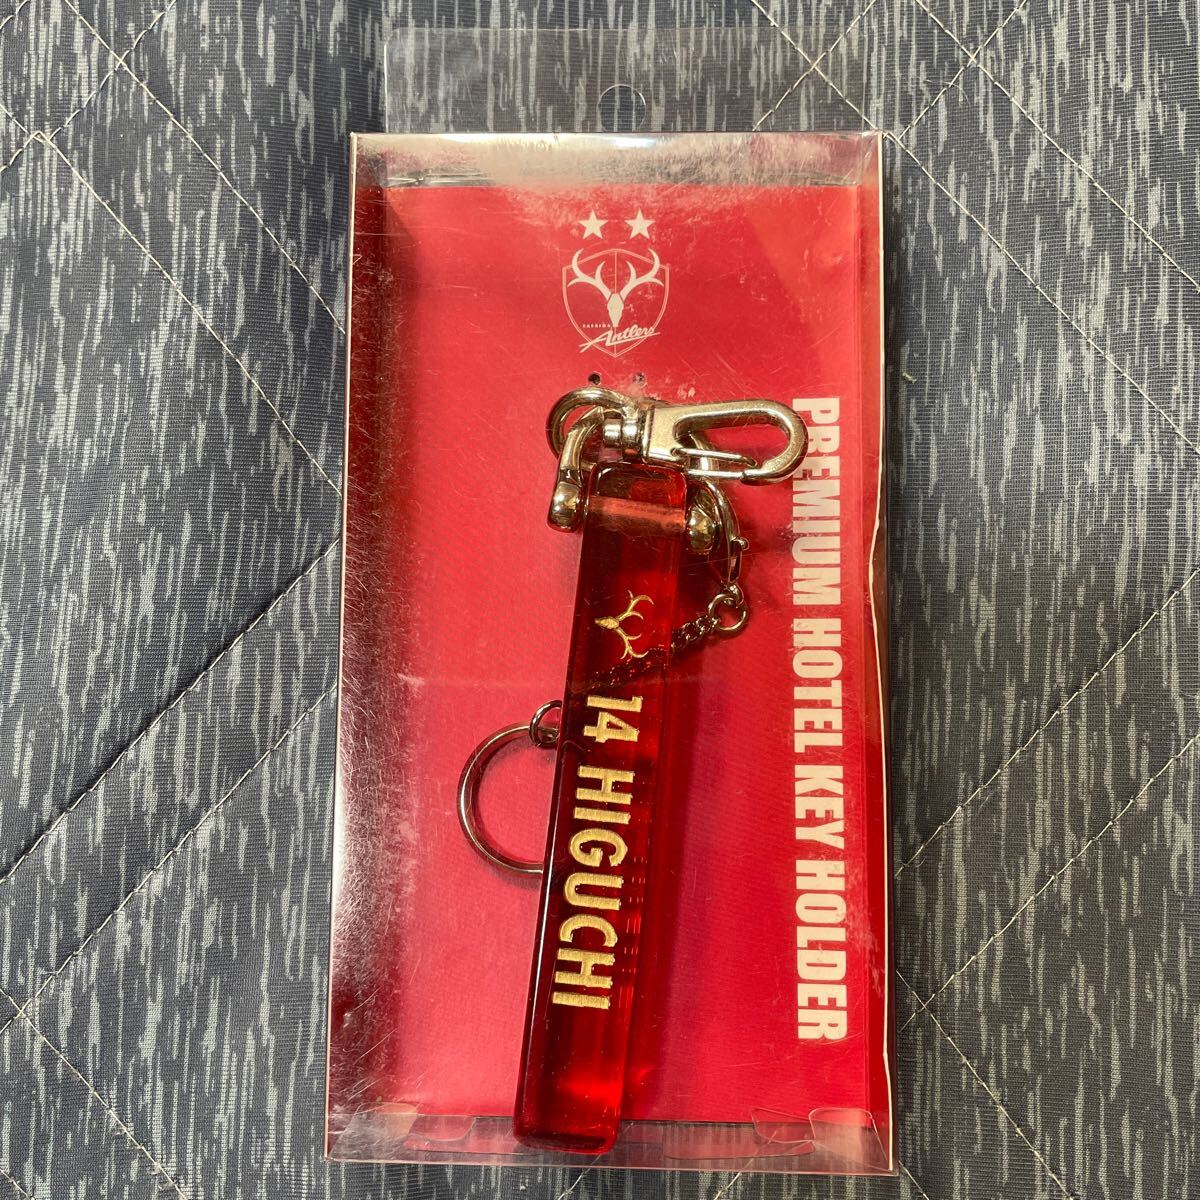 KASHIMA
Antlers
PREMIUM HOTEL KEY HOLDER
14 HIGUCHI